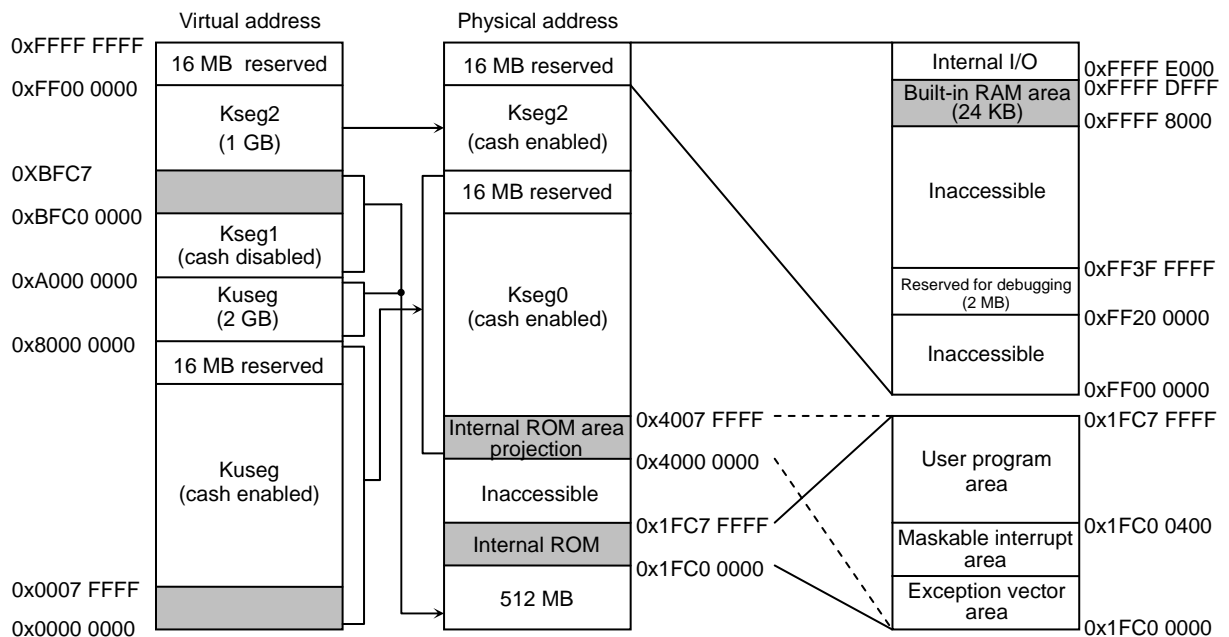 Virtual address
0xFFFF FFFF
16 MB reserved
0xFF00 0000
Kseg2
(1 GB)
0XBFC7
0xBFC0 0000
Kseg1
(cash disabled)
0xA000 0000
Kuseg
(2 GB)
0x8000 0000
16 MB reserved
Kuseg
(cash enabled)
0x0007 FFFF
0x0000 0000
Physical address
16 MB reserved
Kseg2
(cash enabled)
16 MB reserved
Kseg0
(cash enabled)
Internal ROM area
projection
0x4007 FFFF
0x4000 0000
Inaccessible
0x1FC7 FFFF
Internal ROM
0x1FC0 0000
512 MB
Internal I/O
0xFFFF E000
Built-in RAM area
(24 KB)
0xFFFF DFFF
0xFFFF 8000
Inaccessible
0xFF3F FFFF
Reserved for debugging
(2 MB)
0xFF20 0000
Inaccessible
0xFF00 0000
0x1FC7 FFFF
User program
area
0x1FC0 0400
Maskable interrupt
area
Exception vector
area
0x1FC0 0000